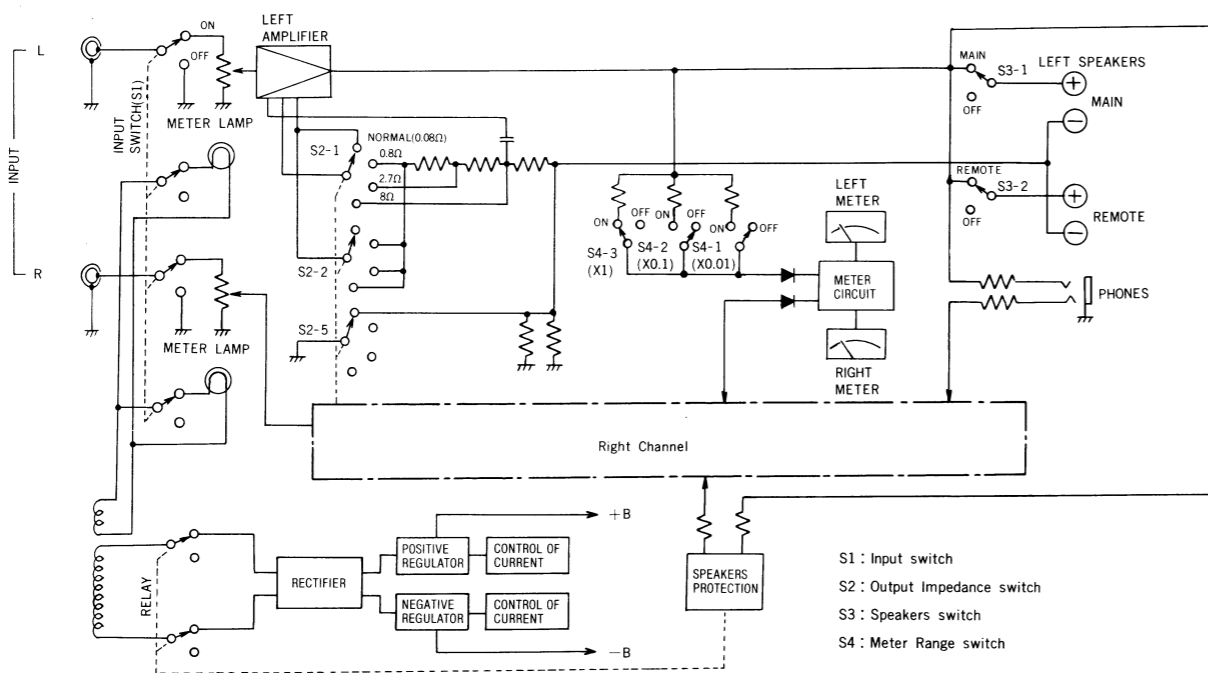 LEFT
AMPLIFIER
L
ON
OFF
METER LAMP
INPUT
SWITCH(S1)
INPUT
R
METER LAMP
S2-1
NORMAL(0.08Ω)
0.8Ω
2.7Ω
8Ω
S2-2
S2-5
MAIN
S3-1
OFF
LEFT SPEAKERS
+
MAIN
−
REMOTE
S3-2
OFF
+
REMOTE
−
PHONES
LEFT
METER
ON
OFF
ON
OFF
ON
OFF
S4-3
(X1)
S4-2
(X0.1)
S4-1
(X0.01)
METER
CIRCUIT
RIGHT
METER
Right Channel
RELAY
RECTIFIER
POSITIVE
REGULATOR
CONTROL OF
CURRENT
+B
NEGATIVE
REGULATOR
CONTROL OF
CURRENT
−B
SPEAKERS
PROTECTION
S1 : Input switch
S2 : Output Impedance switch
S3 : Speakers switch
S4 : Meter Range switch